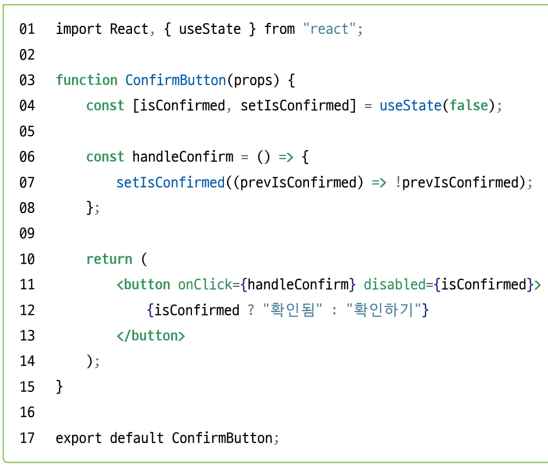 01 import React, { useState } from "react";
02
03 function ConfirmButton(props) {
04     const [isConfirmed, setIsConfirmed] = useState(false);
05
06     const handleConfirm = () => {
07         setIsConfirmed((prevIsConfirmed) => !prevIsConfirmed);
08     };
09
10     return (
11         <button onClick={handleConfirm} disabled={isConfirmed}>
12             {isConfirmed ? "확인됨" : "확인하기"}
13         </button>
14     );
15 }
16
17 export default ConfirmButton;